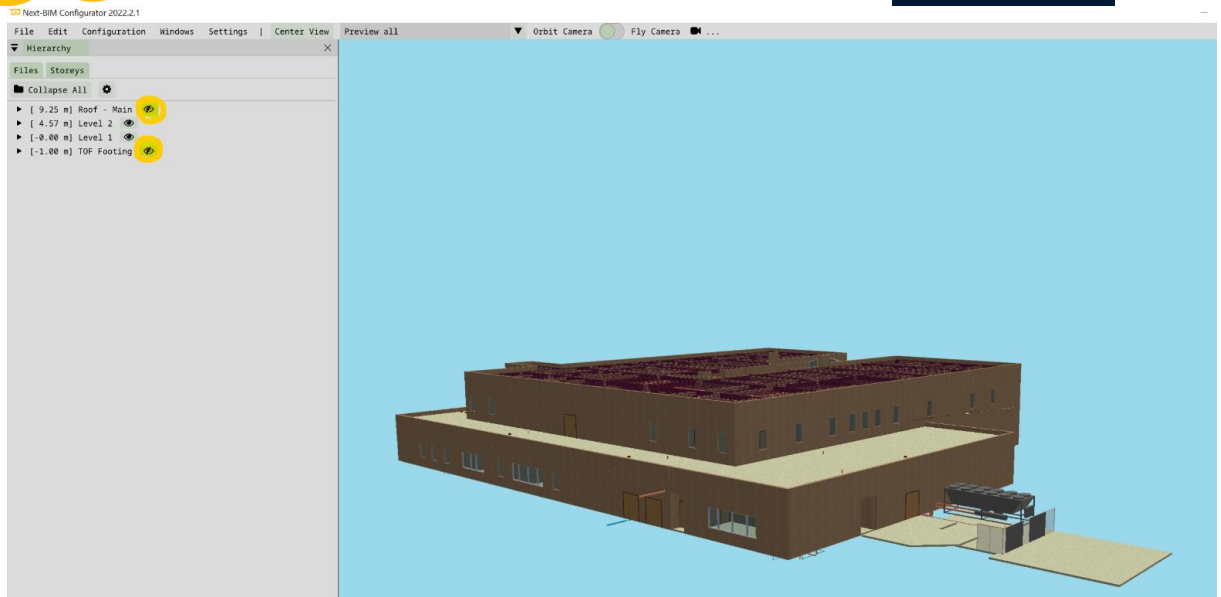 Next-BIM Configurator 2022.2.1
File Edit Configuration Windows Settings | Center View Preview all Orbit Camera Fly Camera ...
Hierarchy
Files Storeys
Collapse All
[ 9.25 m] Roof - Main
[ 4.57 m] Level 2
[-0.00 m] Level 1
[-1.00 m] TOF Footing